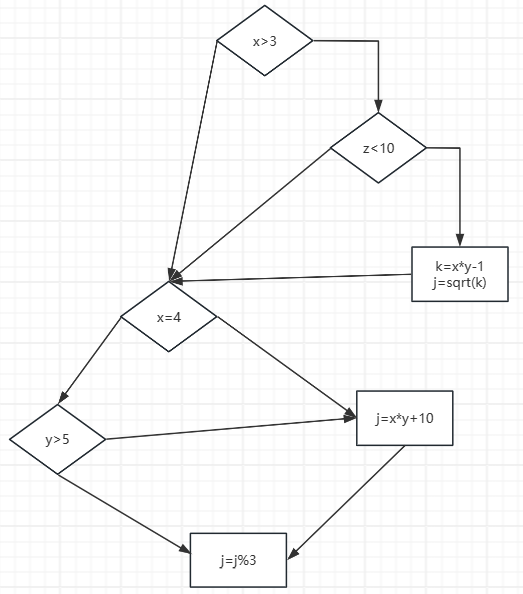 x>3
z<10
k=x*y-1
j=sqrt(k)
x=4
j=x*y+10
y>5
j=j%3